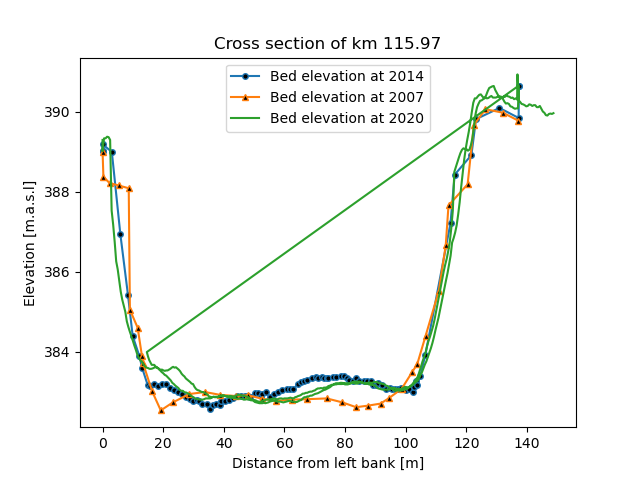 Cross section of km 115.97
Bed elevation at 2014
Bed elevation at 2007
Bed elevation at 2020
Elevation [m.a.s.l]
390
388
386
384
0 20 40 60 80 100 120 140
Distance from left bank [m]